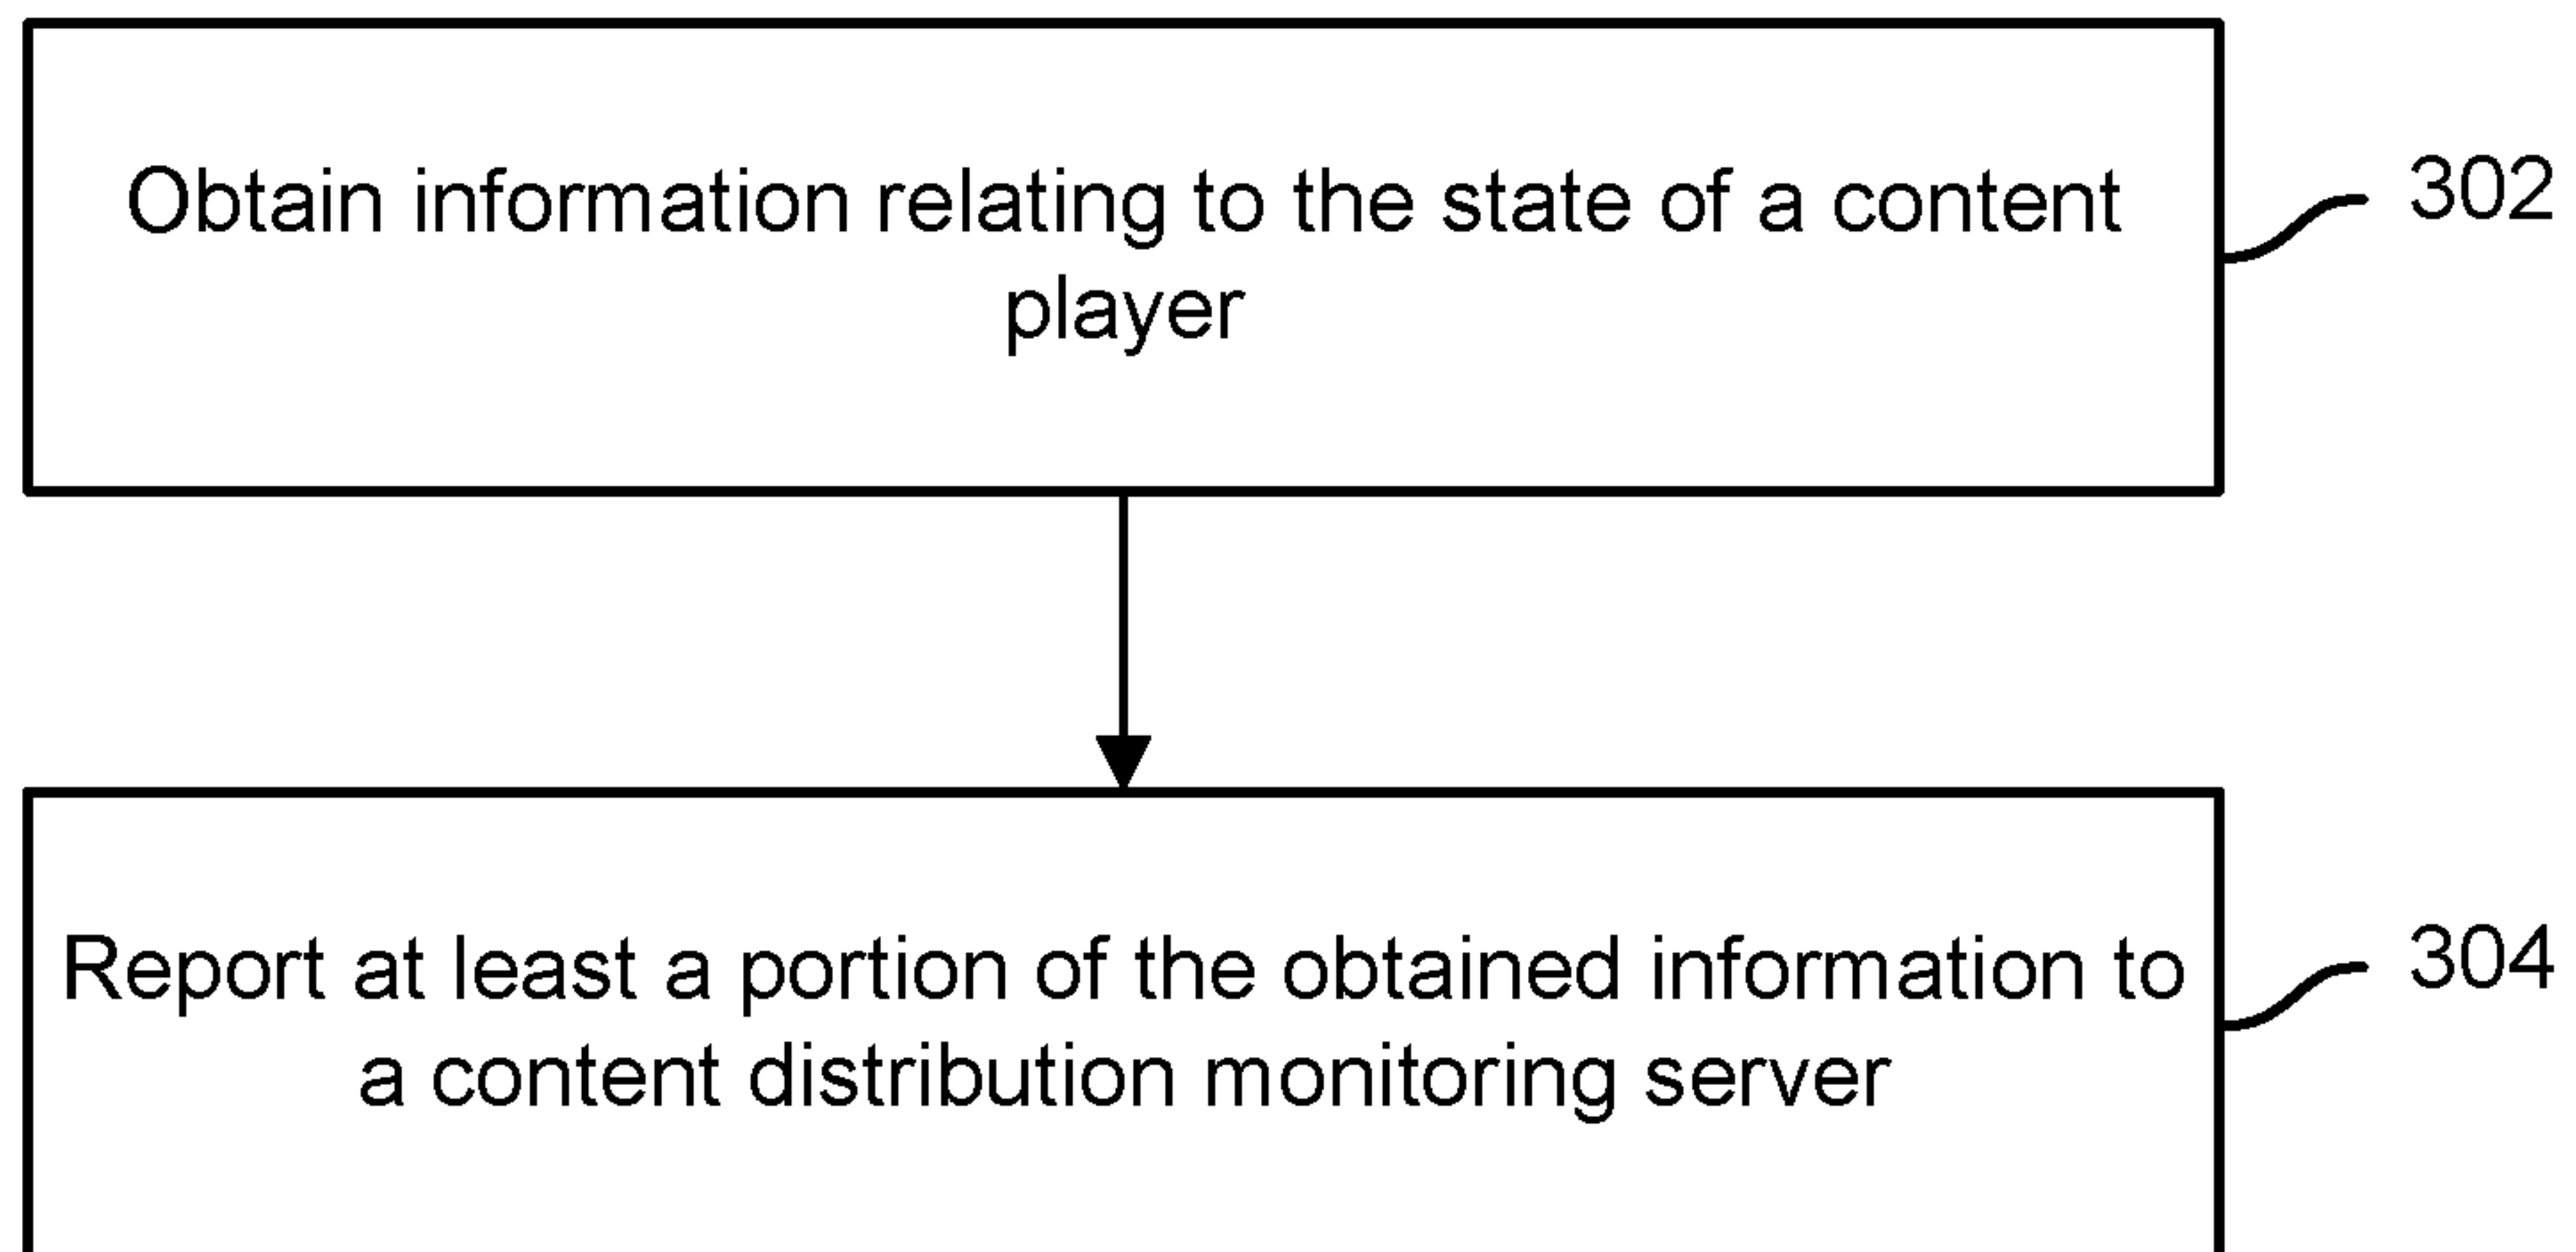 Obtain information relating to the state of a content
player
302
Report at least a portion of the obtained information to
a content distribution monitoring server
304